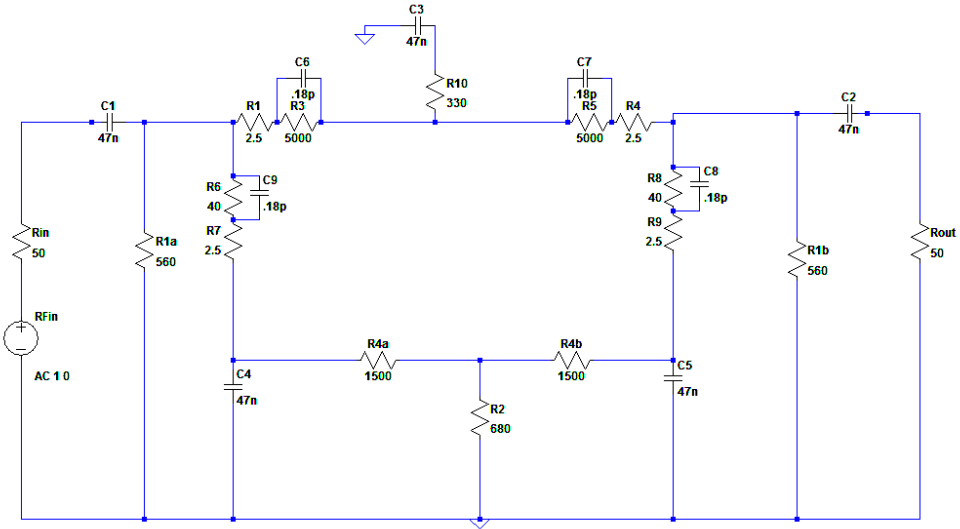 C3
47n
C6
.18p
R10
330
C7
.18p
C1
47n
R1
2.5
R3
5000
R5
5000
R4
2.5
C2
47n
R6
40
C9
.18p
R8
40
C8
.18p
Rin
50
R1a
560
R7
2.5
R9
2.5
R1b
560
Rout
50
RFin
AC 1 0
R4a
1500
R4b
1500
C4
47n
C5
47n
R2
680